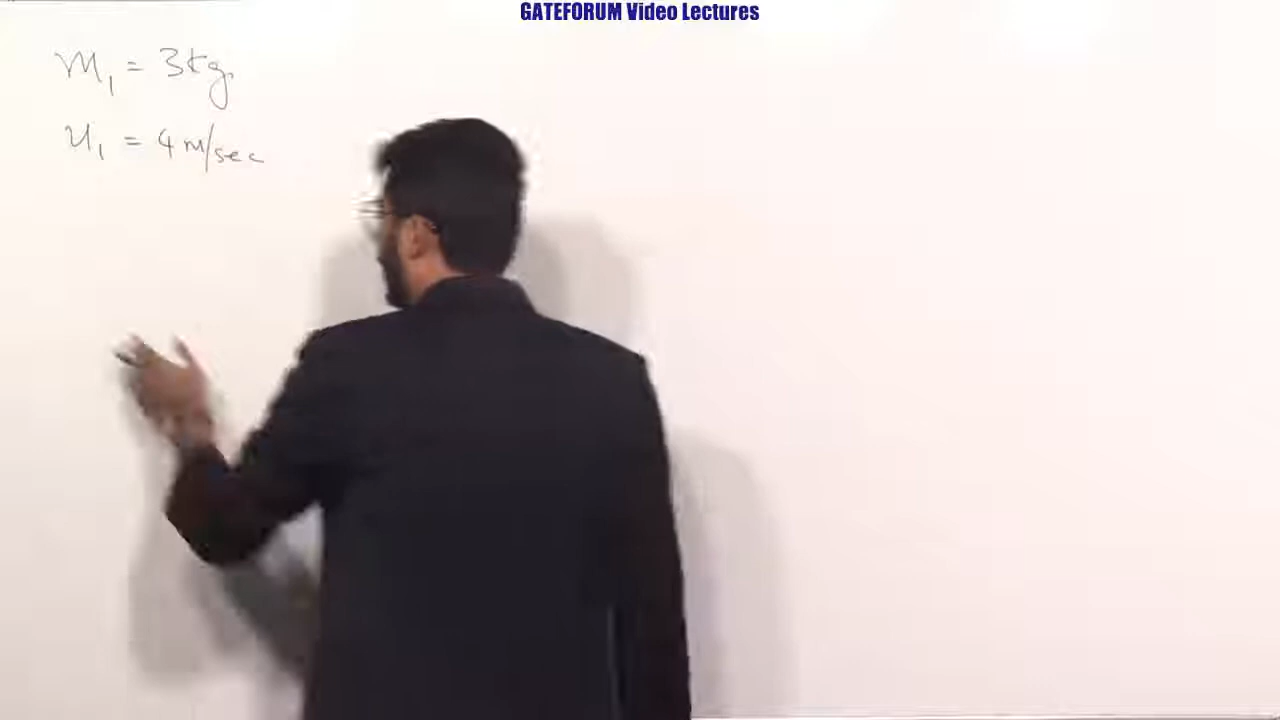 GATEFORUM Video Lectures
m₁ = 3kg.
u₁ = 4 m/sec